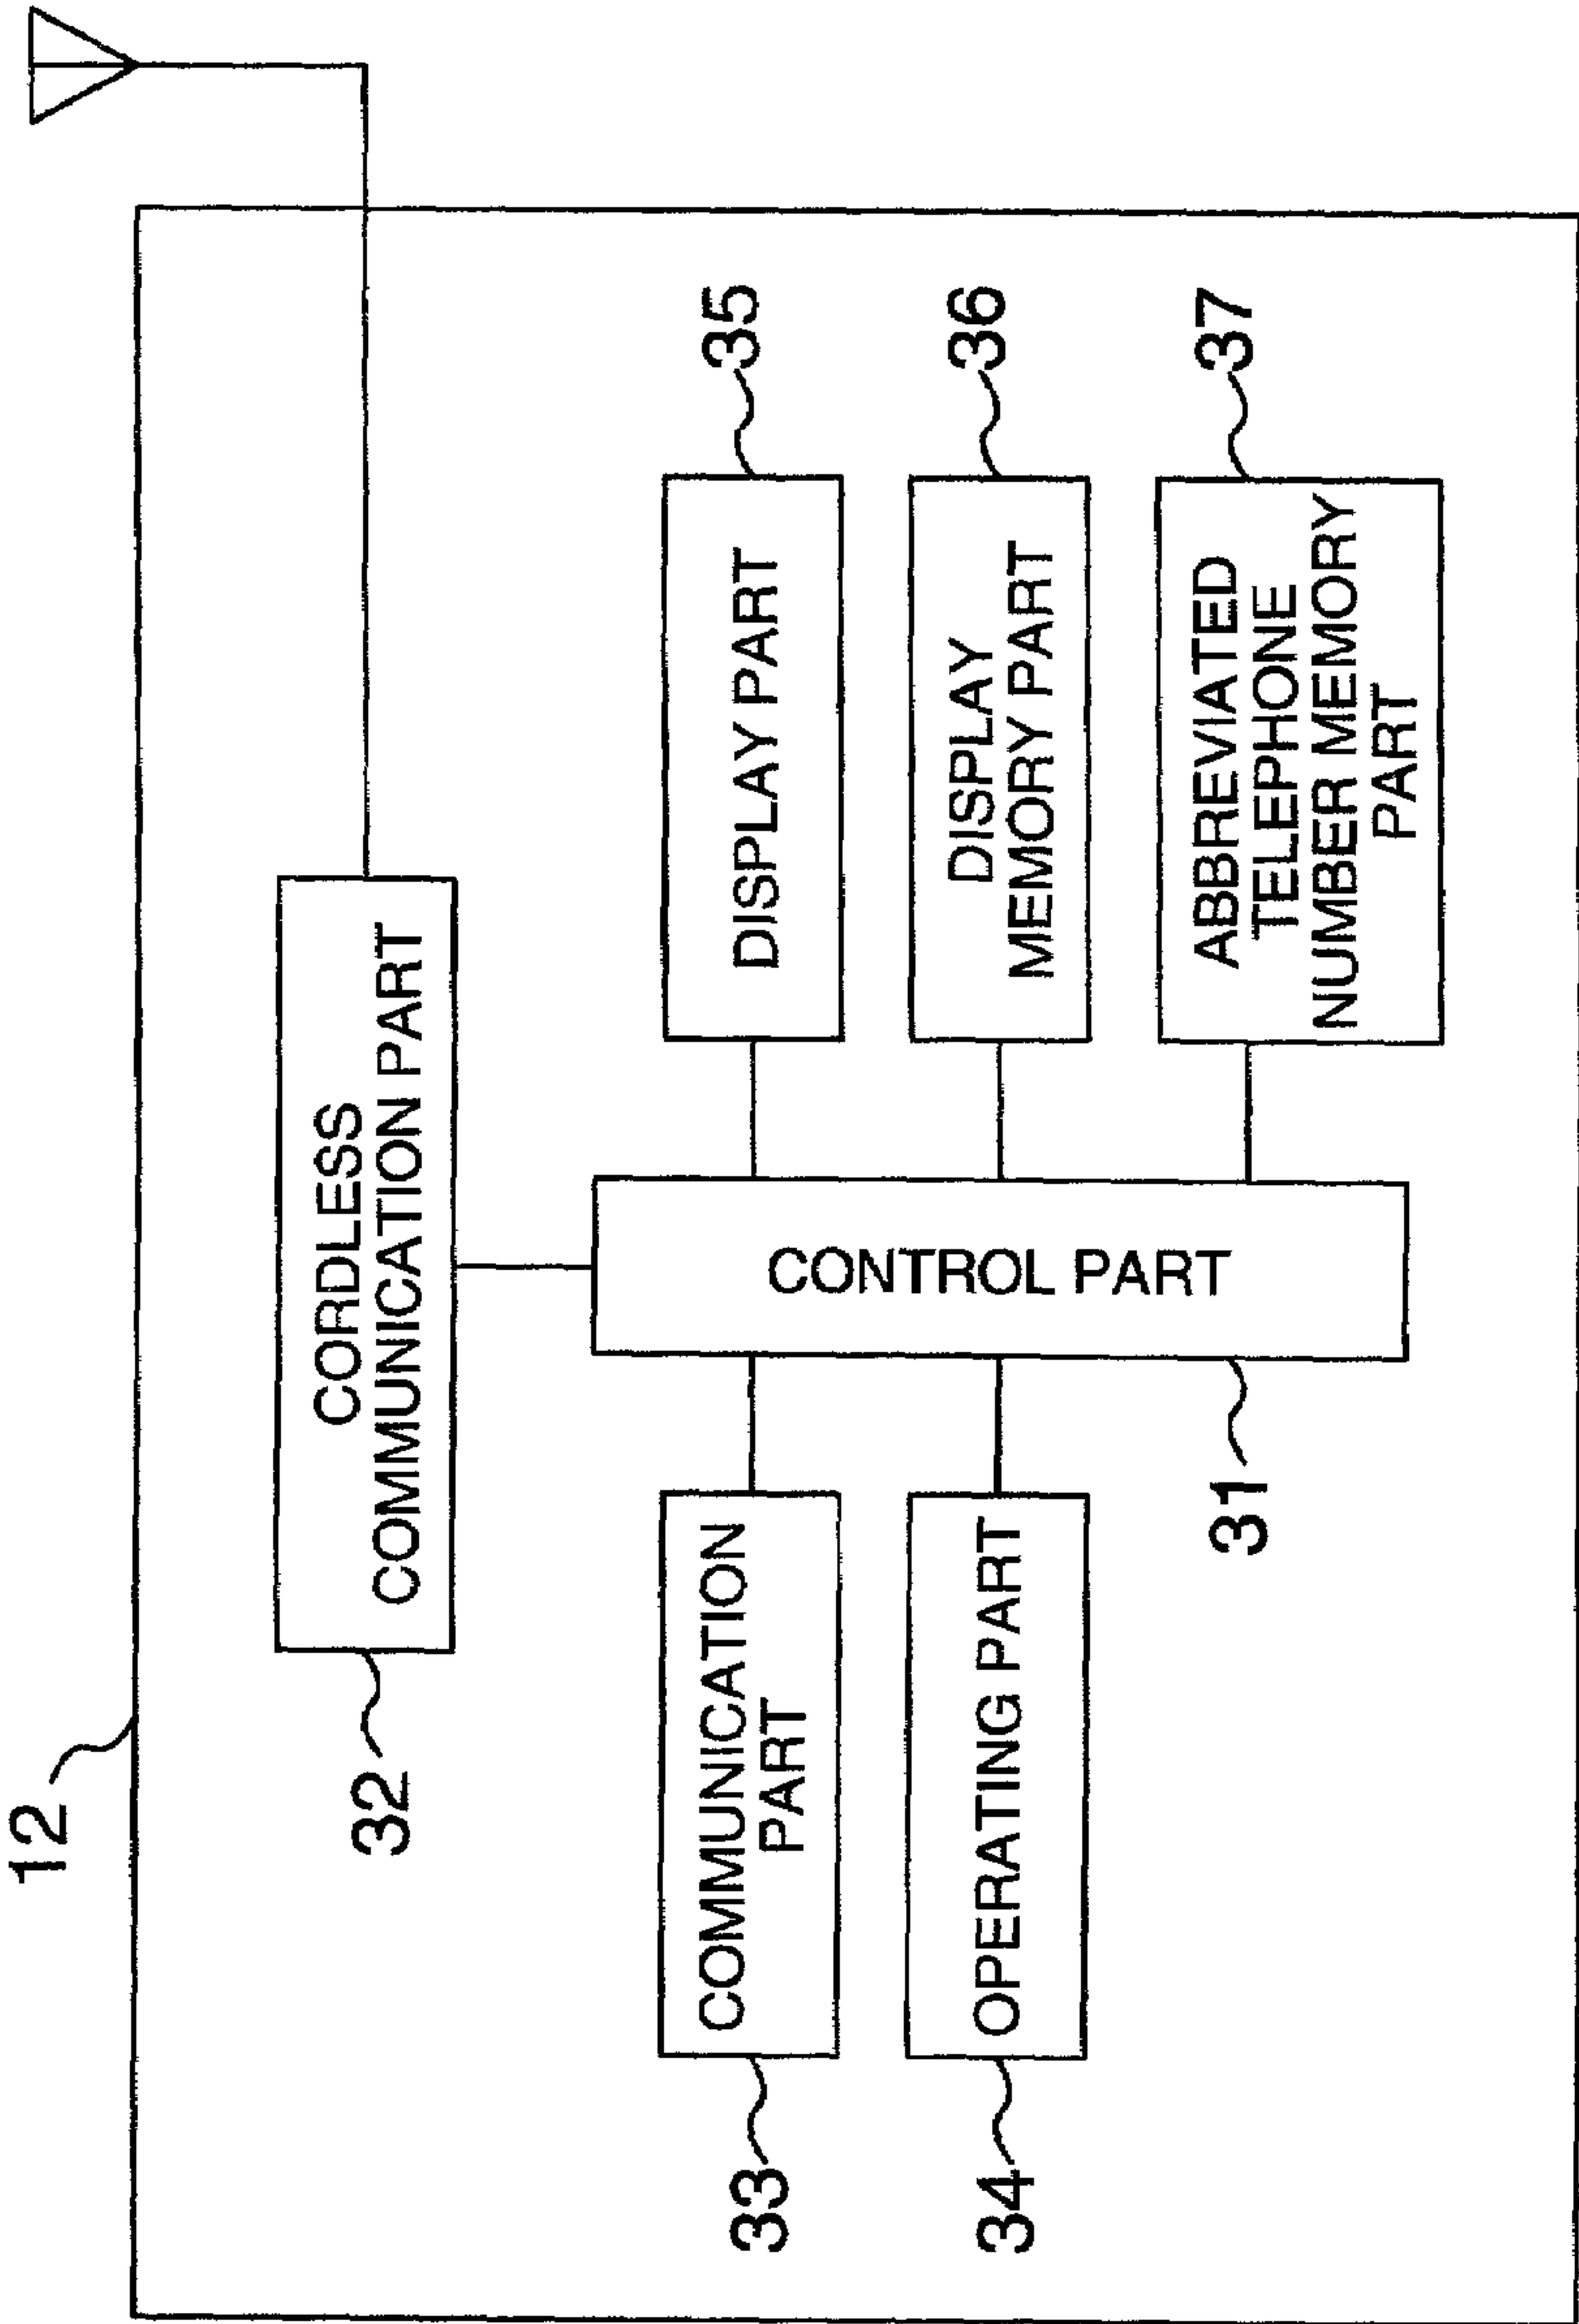 12
32
CORDLESS
COMMUNICATION PART
33
COMMUNICATION
PART
34
OPERATING PART
CONTROL PART
31
DISPLAY PART
35
DISPLAY
MEMORY PART
36
ABBREVIATED
TELEPHONE
NUMBER MEMORY
PART
37